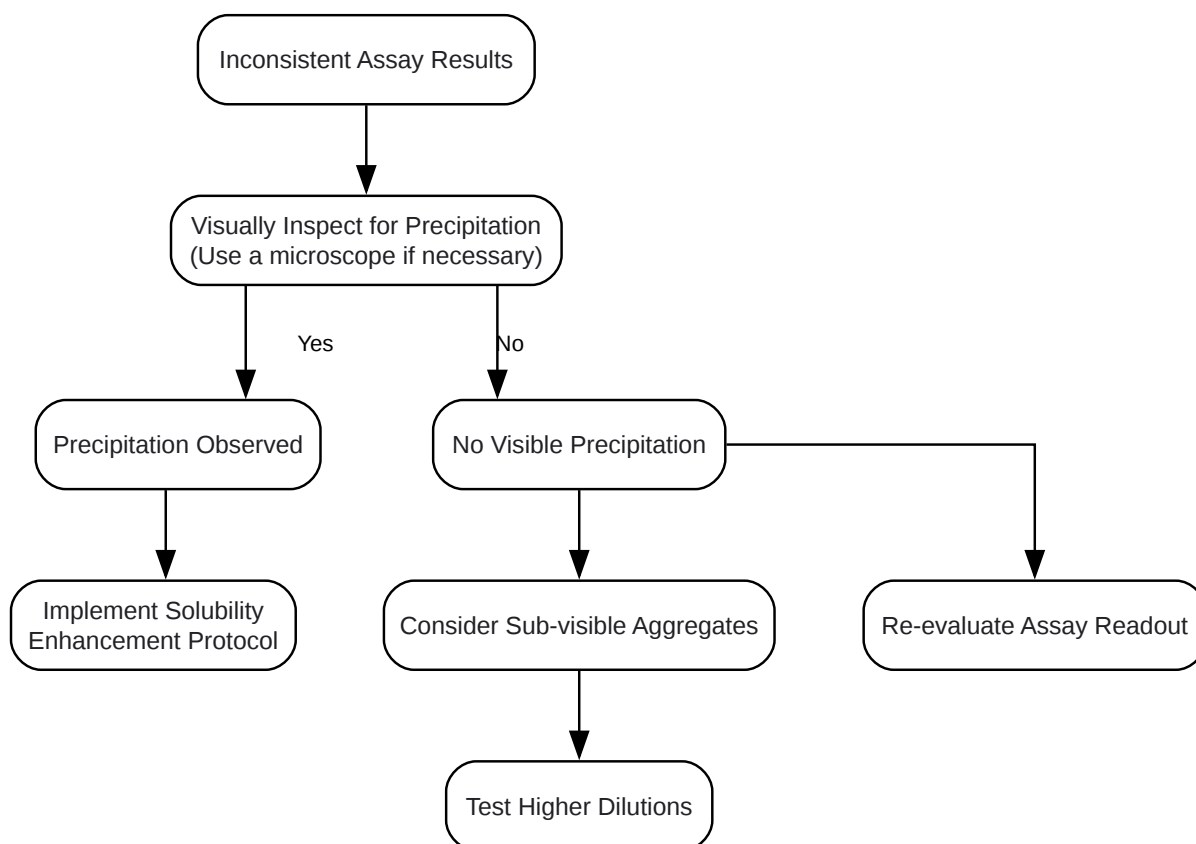 Inconsistent Assay Results
Visually Inspect for Precipitation
(Use a microscope if necessary)
Yes
No
Precipitation Observed
No Visible Precipitation
Implement Solubility
Enhancement Protocol
Consider Sub-visible Aggregates
Re-evaluate Assay Readout
Test Higher Dilutions